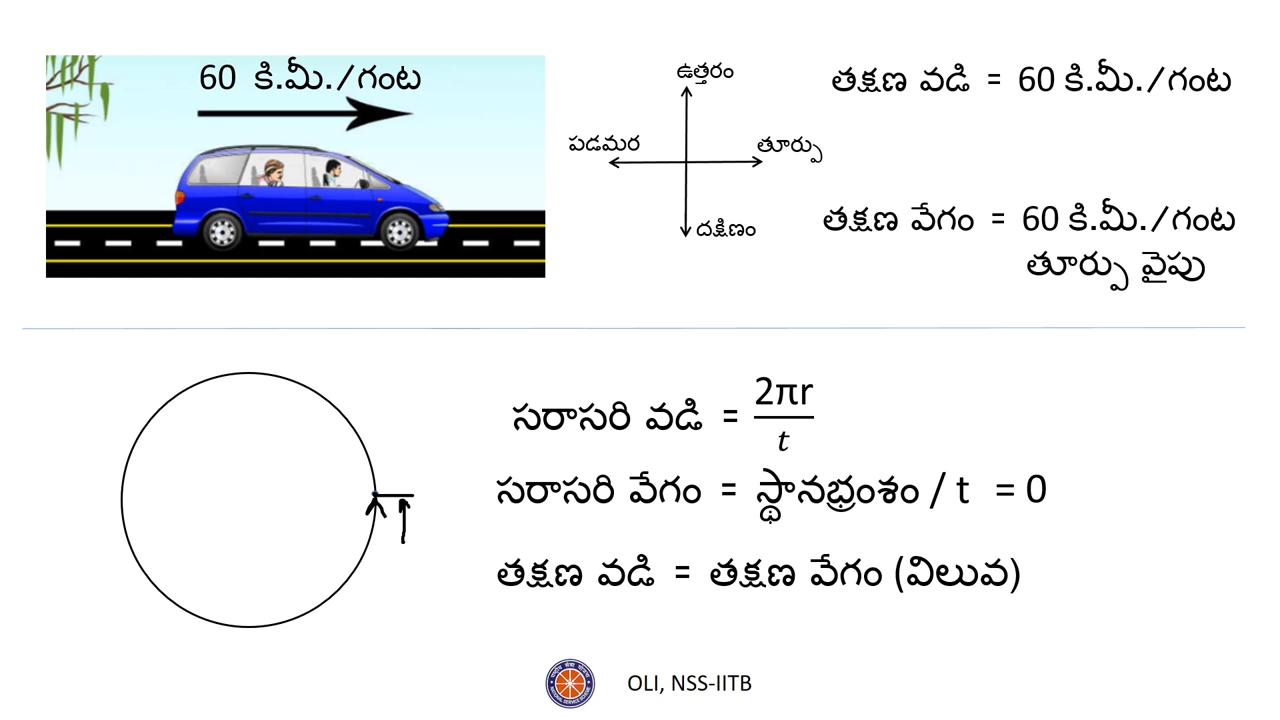 60 కి.మీ./గంట
ఉత్తరం
పడమర
తూర్పు
దక్షిణం
తక్షణ వడి = 60 కి.మీ./గంట
తక్షణ వేగం = 60 కి.మీ./గంట
తూర్పు వైపు
సరాసరి వడి = 2πr/t
సరాసరి వేగం = స్థానభ్రంశం / t = 0
తక్షణ వడి = తక్షణ వేగం (విలువ)
OLI, NSS-IITB